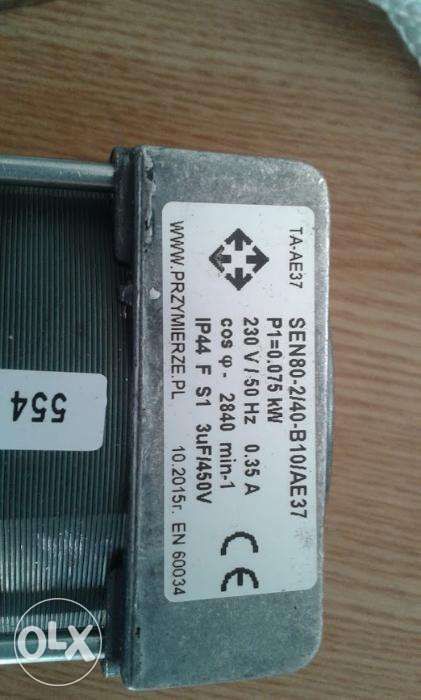 TA-AE37
SEN80-2/40-B10/AE37
P1=0.075 kW
230 V / 50 Hz 0.35 A
cos φ - 2840 min-1
IP44 F S1 3uF/450V
CE
WWW.PRZYMIERZE.PL
10.2015r. EN 60034
554
OLX